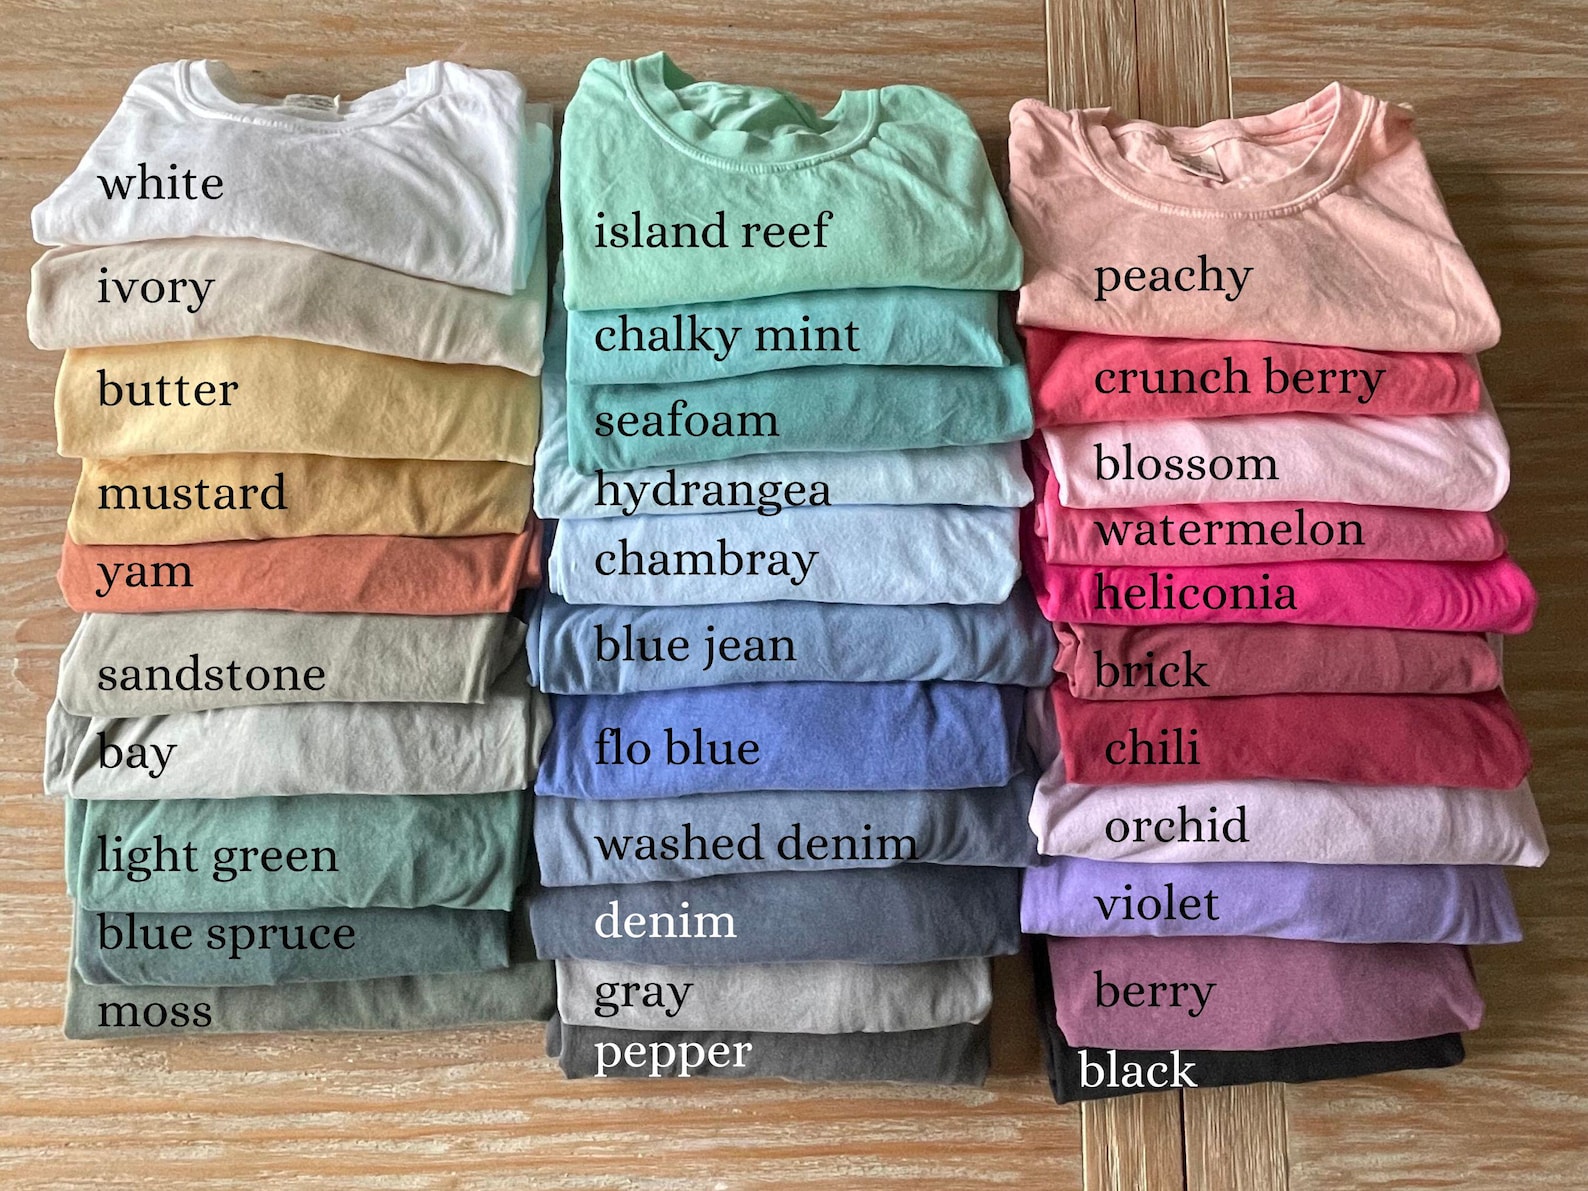 white
ivory
butter
mustard
yam
sandstone
bay
light green
blue spruce
moss
island reef
chalky mint
seafoam
hydrangea
chambray
blue jean
flo blue
washed denim
denim
gray
pepper
peachy
crunch berry
blossom
watermelon
heliconia
brick
chili
orchid
violet
berry
black